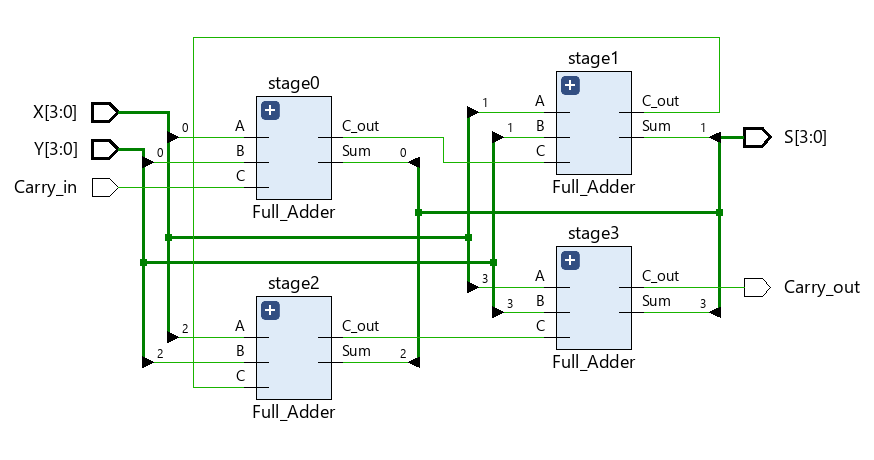 stage1
stage0
X[3:0]
0
A
C_out
1
A
C_out
Y[3:0]
0
B
Sum
0
1
B
Sum
1
S[3:0]
Carry_in
C
C
Full_Adder
Full_Adder
stage3
stage2
3
A
C_out
Carry_out
3
B
Sum
3
2
A
C_out
C
2
B
Sum
2
Full_Adder
C
Full_Adder